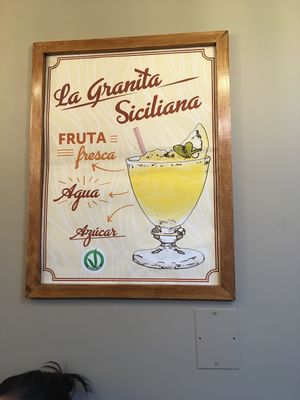 La Granita
Siciliana
FRUTA
fresca
Agua
Azúcar